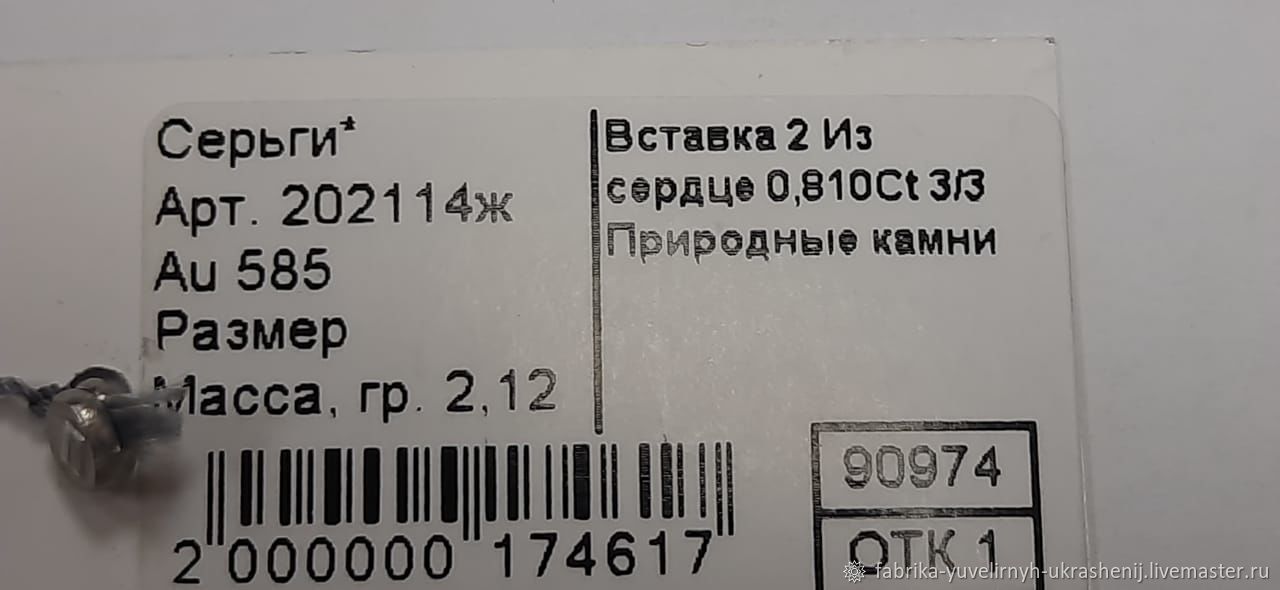 Серьги*
Арт. 202114ж
Au 585
Размер
Масса, гр. 2,12
Вставка 2 Из
сердце 0,810Ct 3/3
Природные камни
2 000000 174617
90974
ОТК 1
fabrika-yuvelirnyh-ukrashenij.livemaster.ru